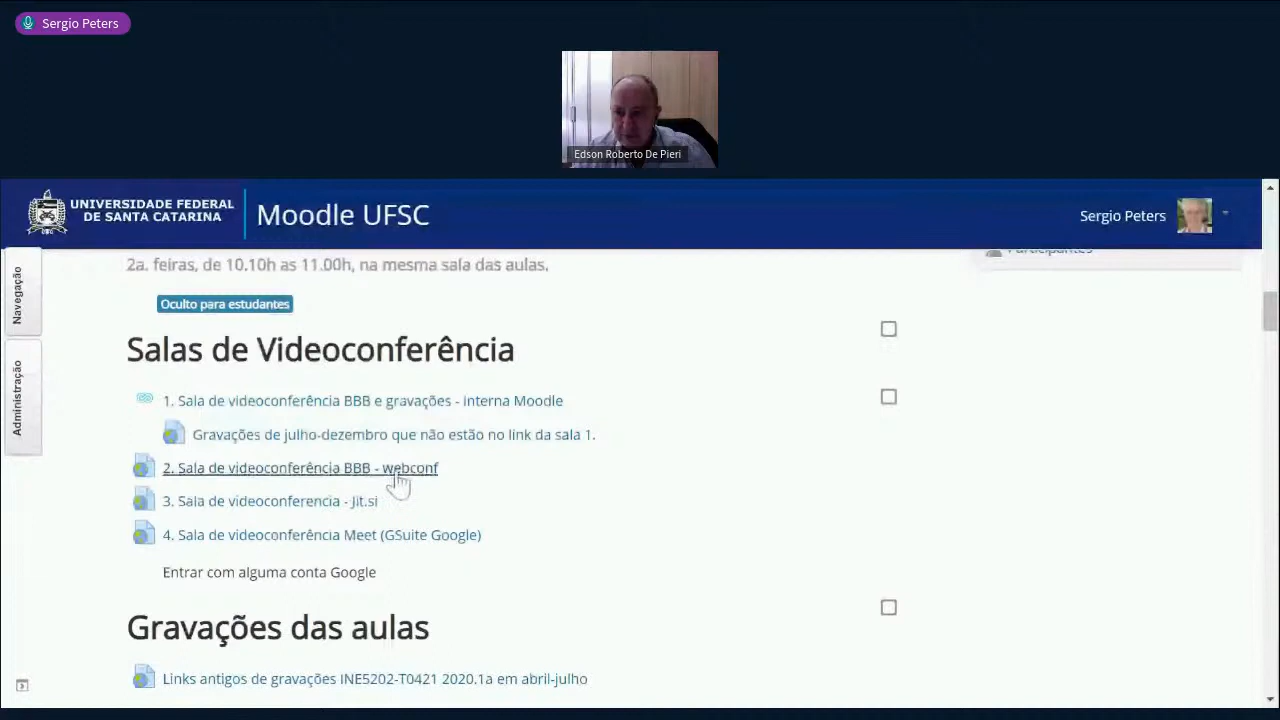 Sergio Peters
Edson Roberto De Pieri
UNIVERSIDADE FEDERAL
DE SANTA CATARINA
Moodle UFSC
Sergio Peters
Navegação
Administração
2a. feiras, de 10.10h as 11.00h, na mesma sala das aulas.
Participantes
Oculto para estudantes
Salas de Videoconferência
1. Sala de videoconferência BBB e gravações - interna Moodle
Gravações de julho-dezembro que não estão no link da sala 1.
2. Sala de videoconferência BBB - webconf
3. Sala de videoconferencia - Jit.si
4. Sala de videoconferência Meet (GSuite Google)
Entrar com alguma conta Google
Gravações das aulas
Links antigos de gravações INE5202-T0421 2020.1a em abril-julho